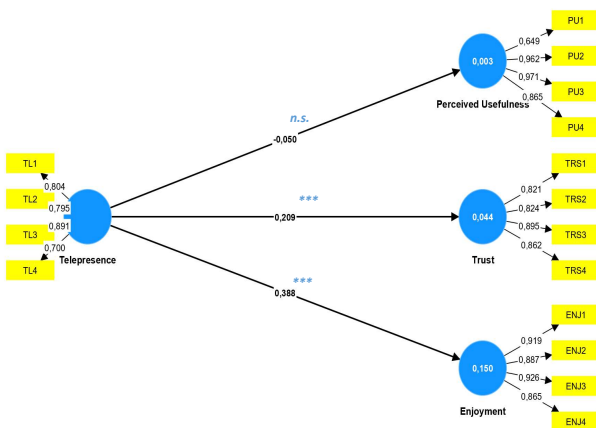 PU1
0,649
PU2
0,003
0,962
0,971
PU3
0,865
Perceived Usefulness
PU4
n.s.
-0,050
TL1
0,804
TL2
0,795
TL3
0,891
0,700
TL4
Telepresence
***
0,209
TRS1
0,821
TRS2
0,044
0,824
0,895
TRS3
0,862
Trust
TRS4
***
0,388
ENJ1
0,919
ENJ2
0,150
0,887
0,926
ENJ3
0,865
Enjoyment
ENJ4